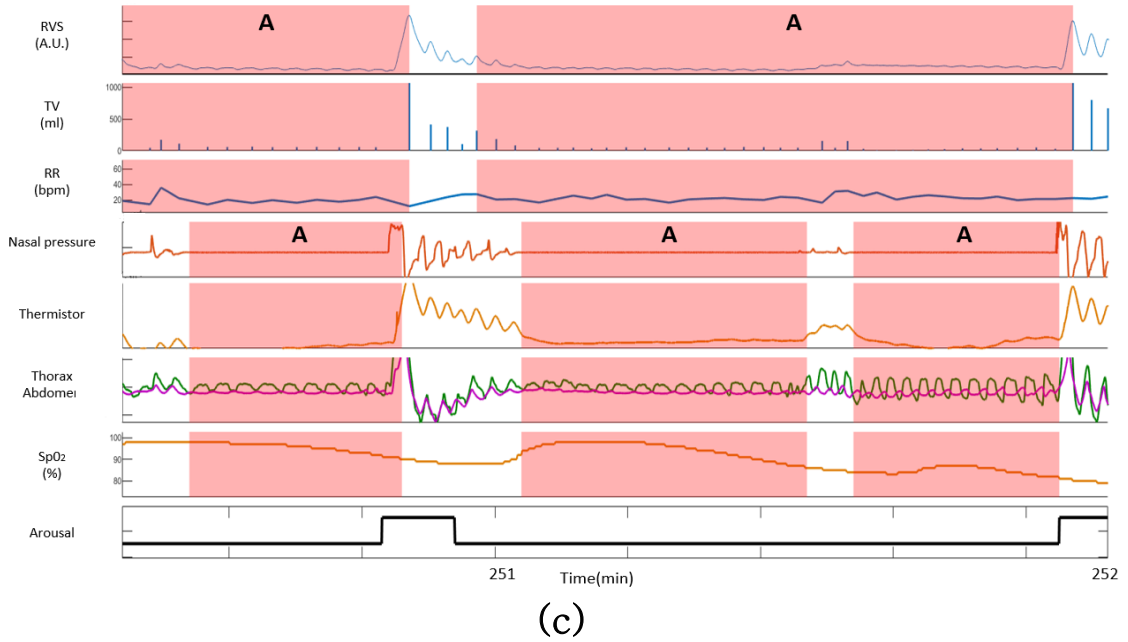 RVS
(A.U.)
A
A
TV
(ml)
1000
500
0
RR
(bpm)
60
40
20
Nasal pressure
A
A
A
Thermistor
Thorax
Abdomen
SpO2
(%)
100
90
80
Arousal
251
Time(min)
252
(c)